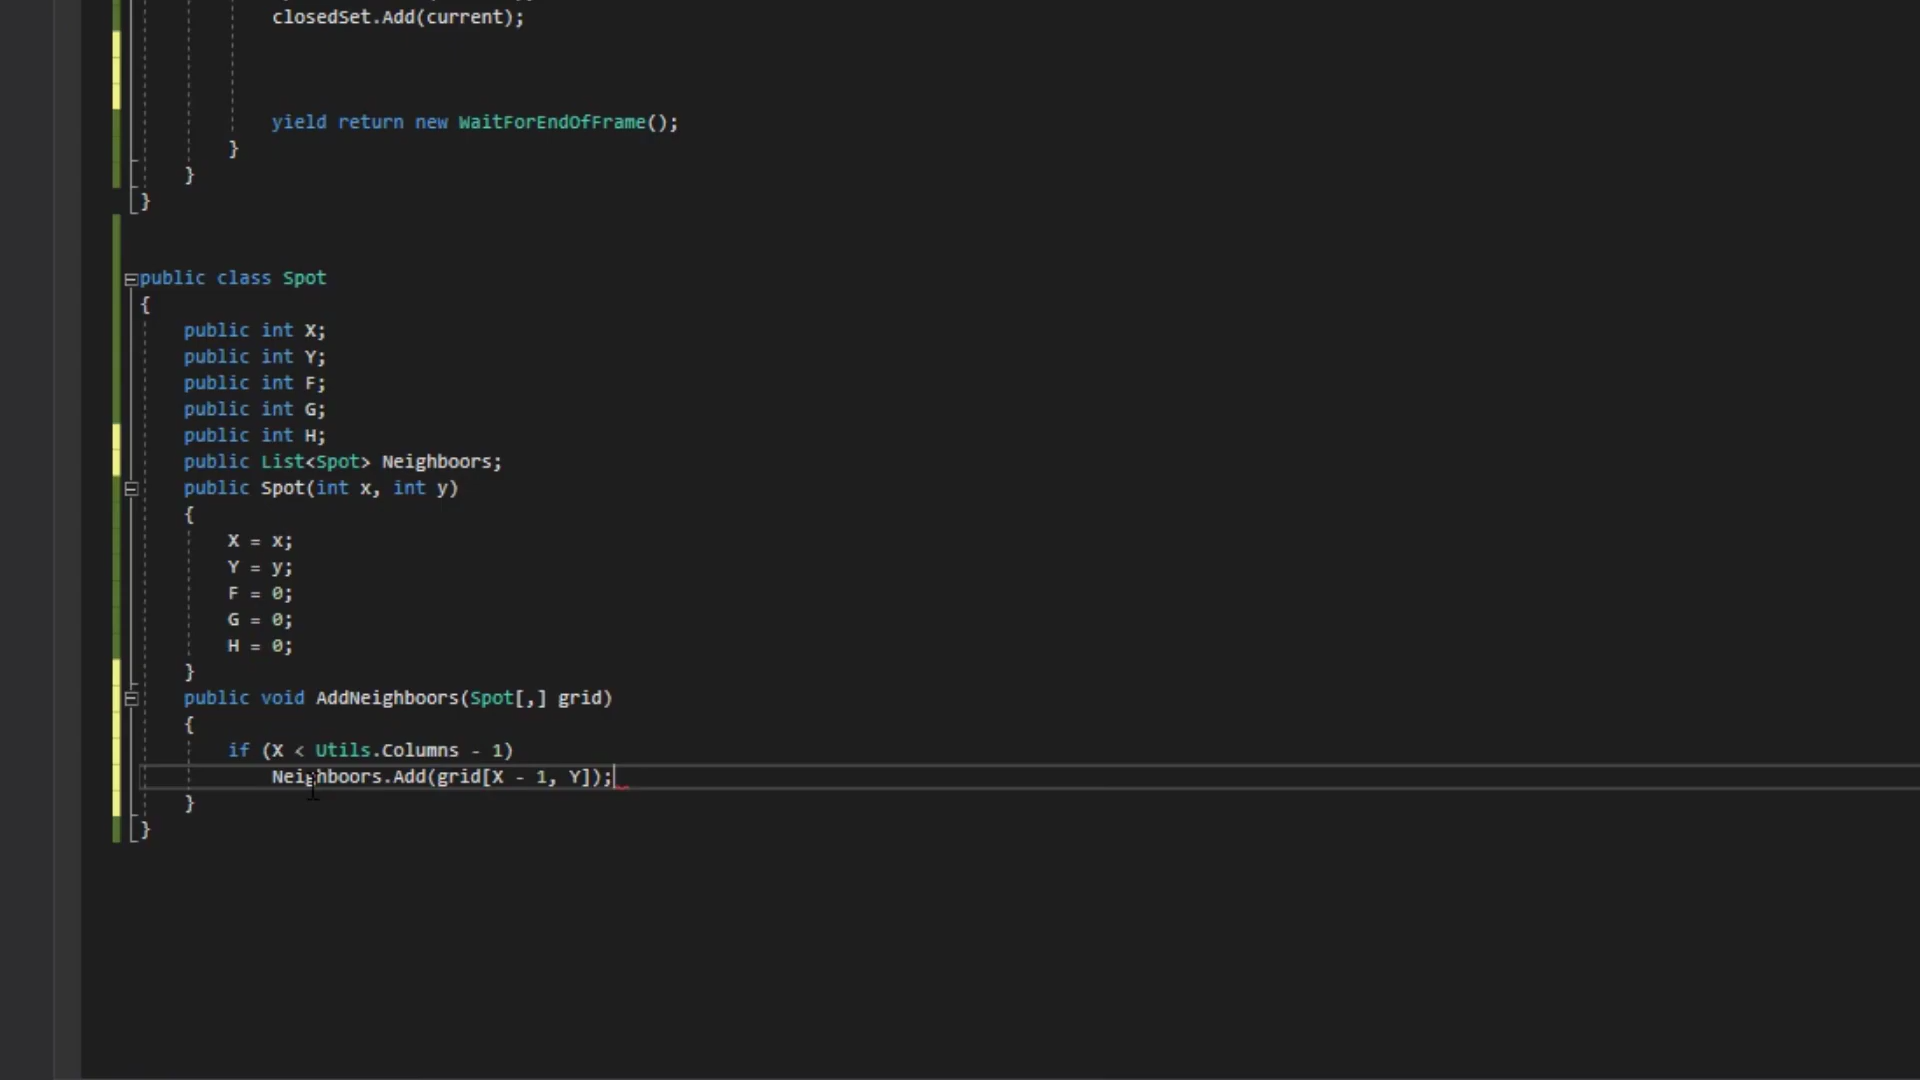 closedSet.Add(current);
yield return new WaitForEndOfFrame();
}
}
}
public class Spot
{
public int X;
public int Y;
public int F;
public int G;
public int H;
public List<Spot> Neighboors;
public Spot(int x, int y)
{
X = x;
Y = y;
F = 0;
G = 0;
H = 0;
}
public void AddNeighboors(Spot[,] grid)
{
if (X < Utils.Columns - 1)
Neighboors.Add(grid[X - 1, Y]);
}
}